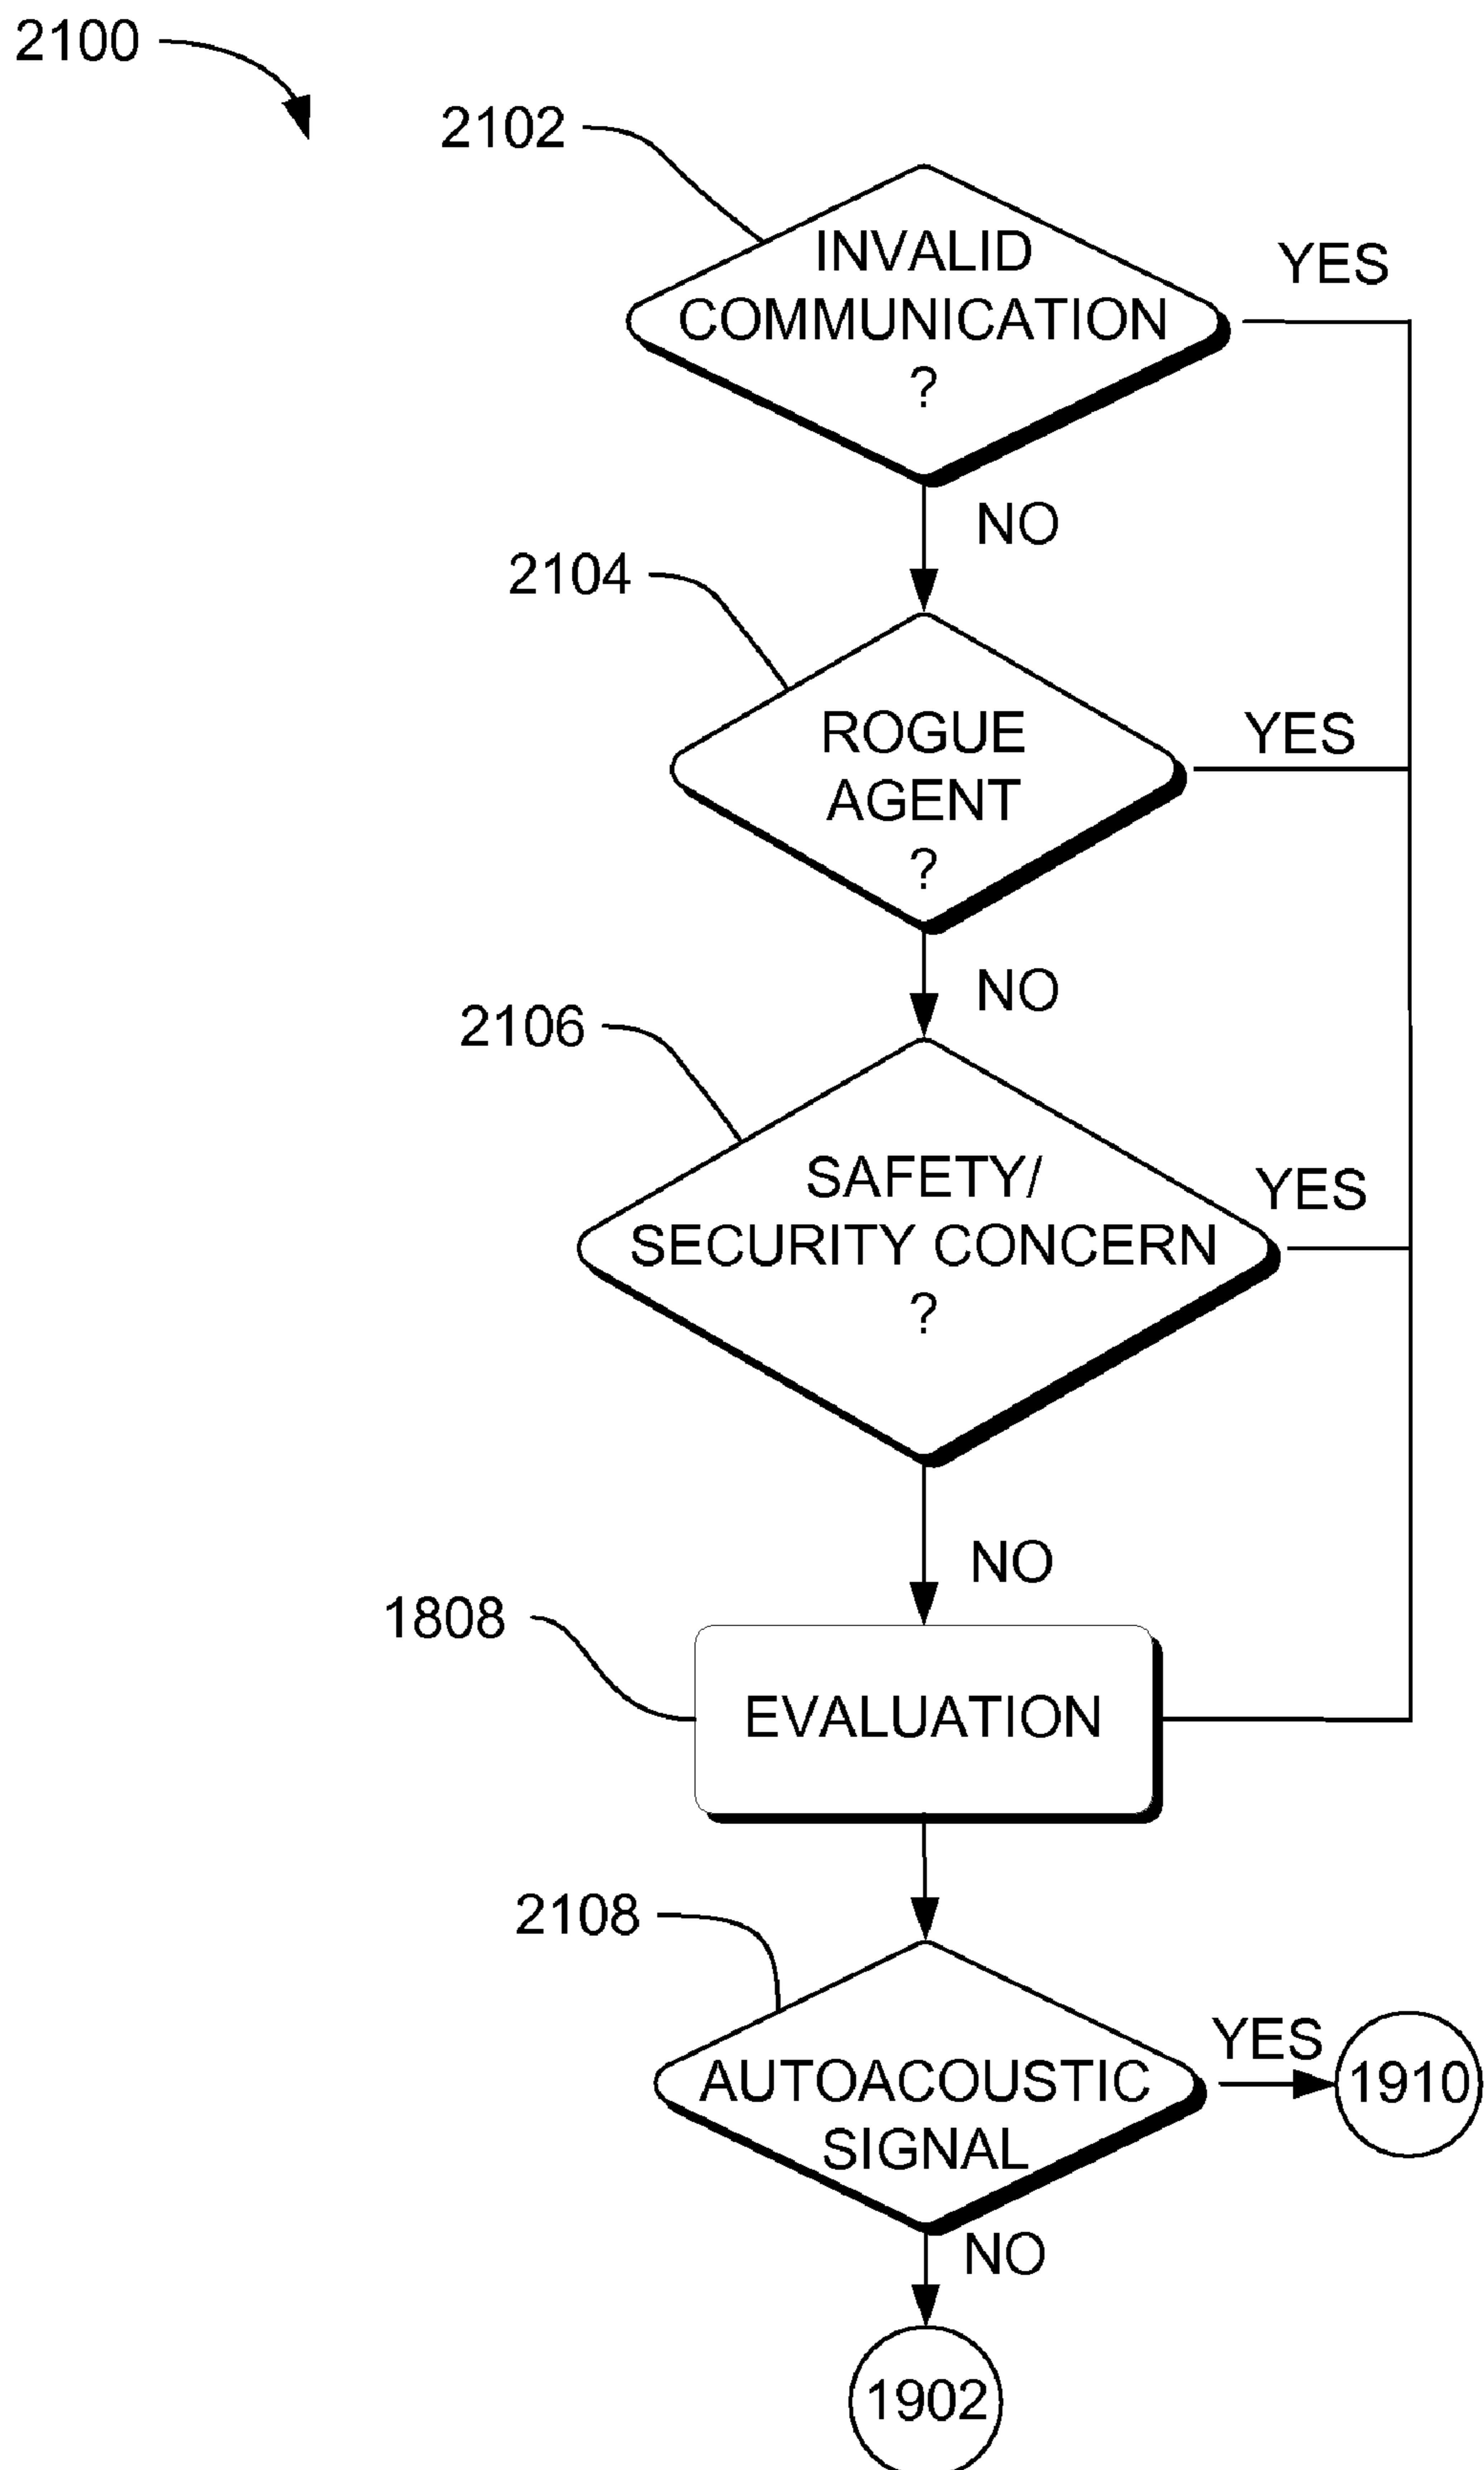 2100
2102
INVALID
COMMUNICATION
?
YES
NO
2104
ROGUE
AGENT
?
YES
NO
2106
SAFETY/
SECURITY CONCERN
?
YES
NO
1808
EVALUATION
2108
AUTOACOUSTIC
SIGNAL
YES
1910
NO
1902